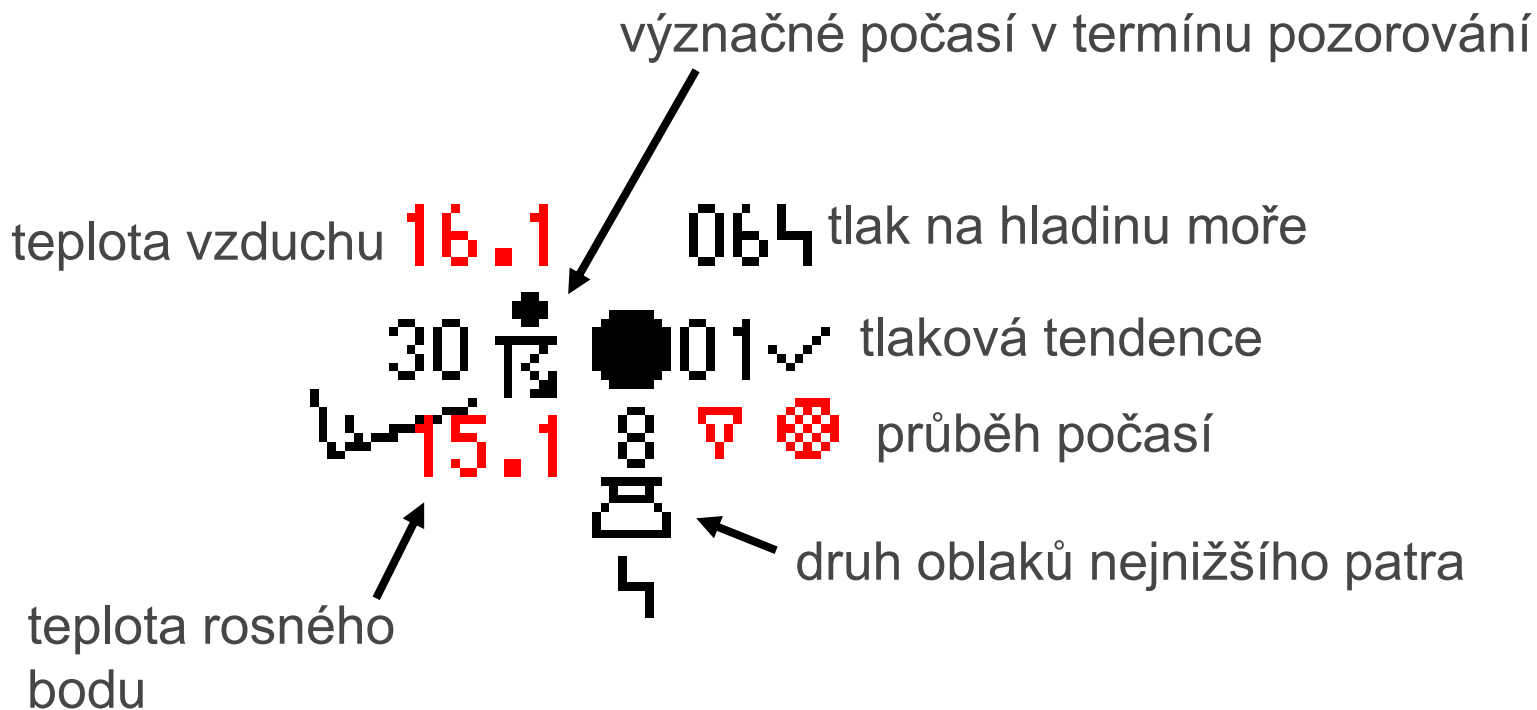 význačné počasí v termínu pozorování
teplota vzduchu 16.1 064 tlak na hladinu moře
30 01 tlaková tendence
15.1 8 průběh počasí
druh oblaků nejnižšího patra
4
teplota rosného
bodu